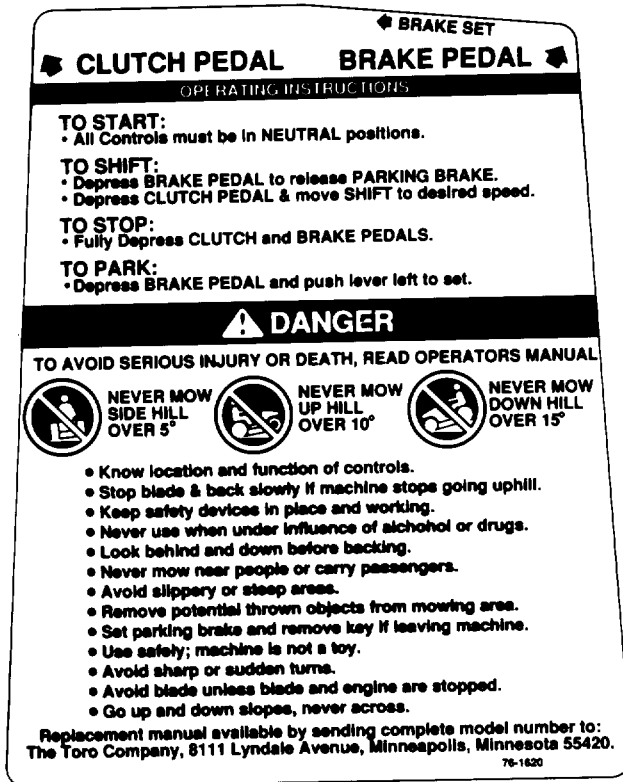 BRAKE SET
CLUTCH PEDAL BRAKE PEDAL
OPERATING INSTRUCTIONS
TO START:
• All Controls must be in NEUTRAL positions.
TO SHIFT:
• Depress BRAKE PEDAL to release PARKING BRAKE.
• Depress CLUTCH PEDAL & move SHIFT to desired speed.
TO STOP:
• Fully Depress CLUTCH and BRAKE PEDALS.
TO PARK:
• Depress BRAKE PEDAL and push lever left to set.
DANGER
TO AVOID SERIOUS INJURY OR DEATH, READ OPERATORS MANUAL
NEVER MOW
SIDE HILL
OVER 5°
NEVER MOW
UP HILL
OVER 10°
NEVER MOW
DOWN HILL
OVER 15°
• Know location and function of controls.
• Stop blade & back slowly if machine stops going uphill.
• Keep safety devices in place and working.
• Never use when under influence of alchohol or drugs.
• Look behind and down before backing.
• Never mow near people or carry passengers.
• Avoid slippery or steep areas.
• Remove potential thrown objects from mowing area.
• Set parking brake and remove key if leaving machine.
• Use safely; machine is not a toy.
• Avoid sharp or sudden turns.
• Avoid blade unless blade and engine are stopped.
• Go up and down slopes, never across.
Replacement manual available by sending complete model number to:
The Toro Company, 8111 Lyndale Avenue, Minneapolis, Minnesota 55420.
76-1620